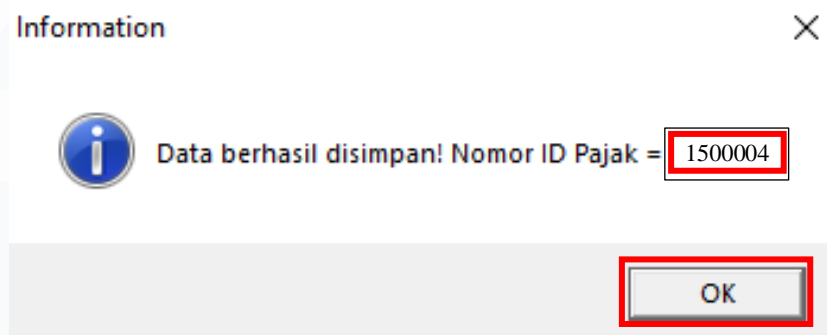 Information
Data berhasil disimpan! Nomor ID Pajak = 1500004
OK